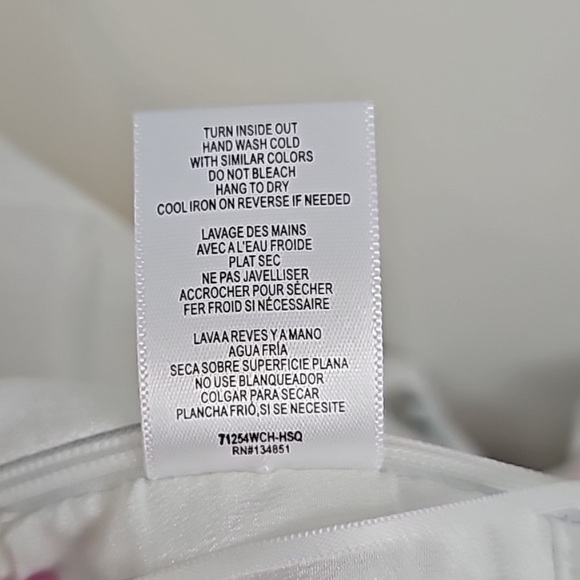 TURN INSIDE OUT
HAND WASH COLD
WITH SIMILAR COLORS
DO NOT BLEACH
HANG TO DRY
COOL IRON ON REVERSE IF NEEDED
LAVAGE DES MAINS
AVEC A L'EAU FROIDE
PLAT SEC
NE PAS JAVELLISER
ACCROCHER POUR SÉCHER
FER FROID SI NÉCESSAIRE
LAVA A REVES Y A MANO
AGUA FRÍA
SECA SOBRE SUPERFICIE PLANA
NO USE BLANQUEADOR
COLGAR PARA SECAR
PLANCHA FRIÓ,SI SE NECESITE
71254WCH-HSQ
RN#134851